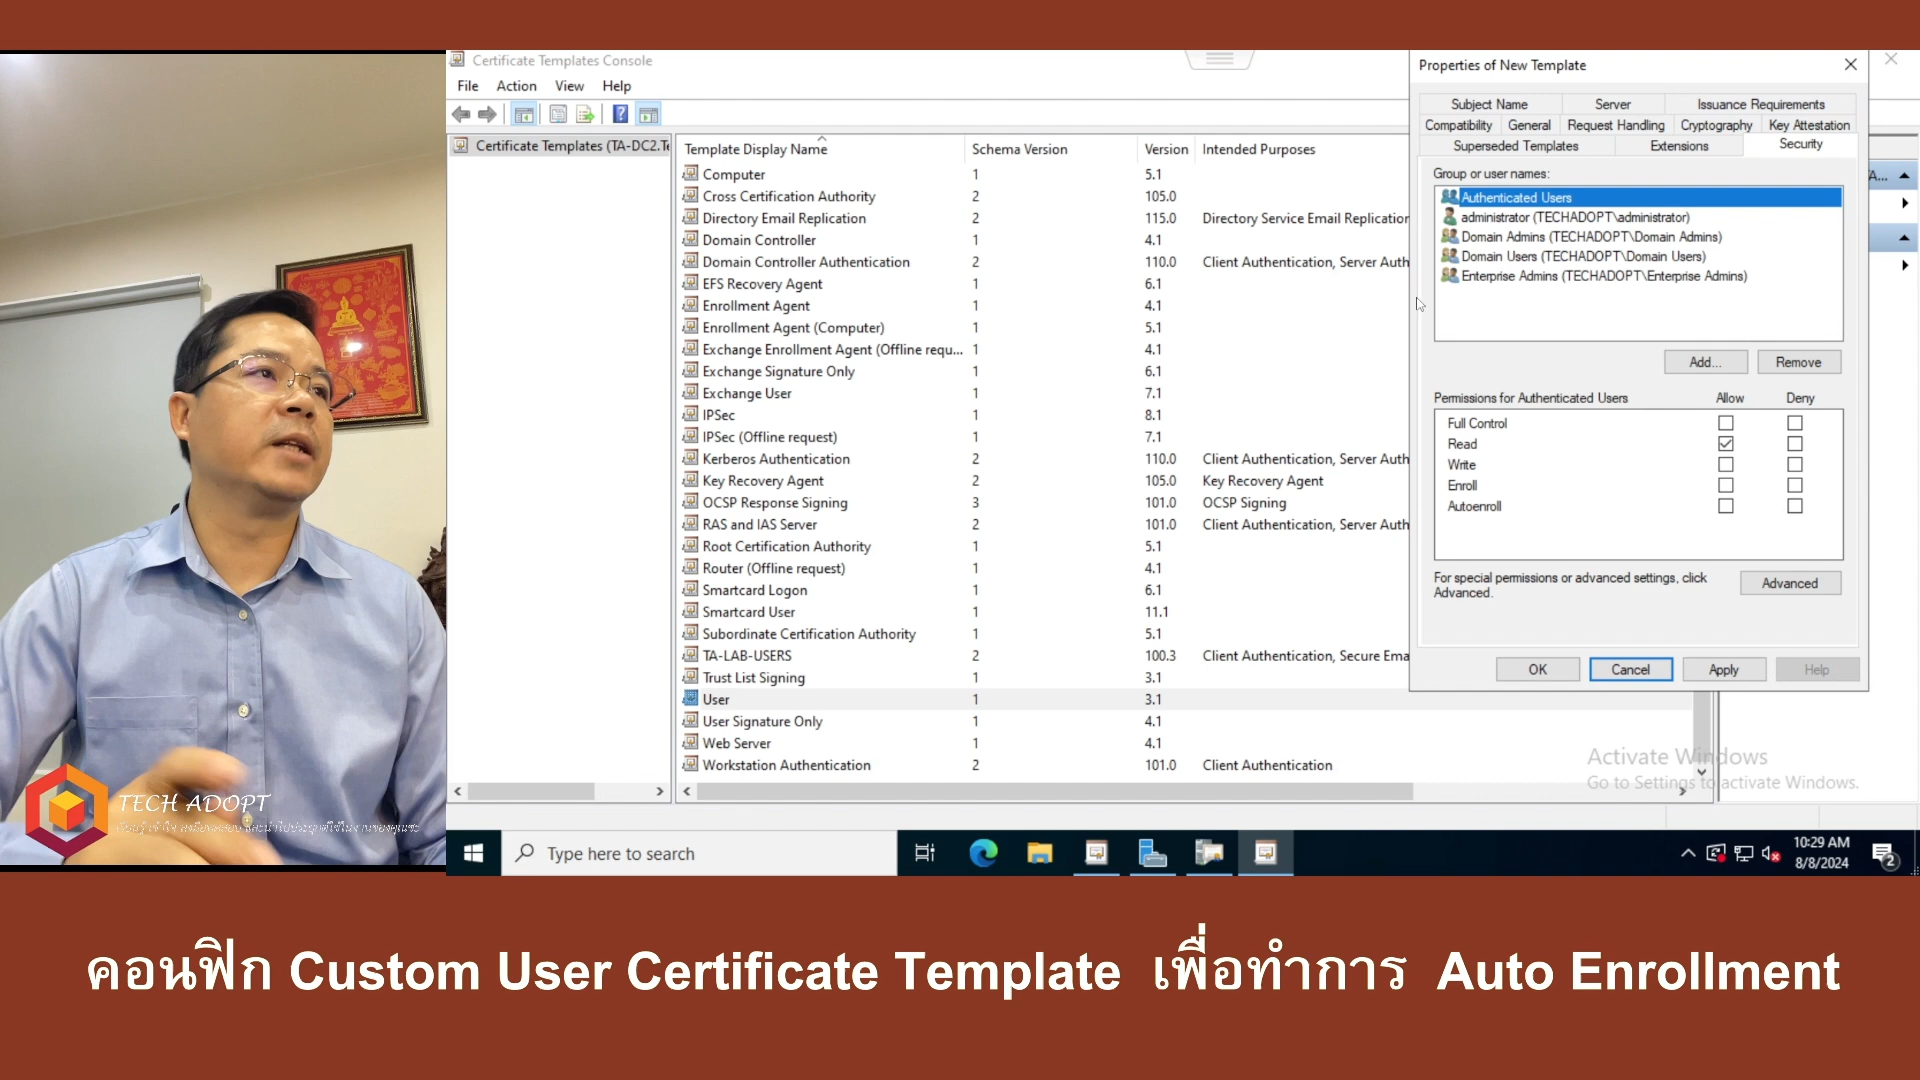 Certificate Templates Console
File Action View Help
Certificate Templates (TA-DC2.Te
Template Display Name Schema Version Version Intended Purposes
Computer 1 5.1
Cross Certification Authority 2 105.0
Directory Email Replication 2 115.0 Directory Service Email Replication
Domain Controller 1 4.1
Domain Controller Authentication 2 110.0 Client Authentication, Server Auth
EFS Recovery Agent 1 6.1
Enrollment Agent 1 4.1
Enrollment Agent (Computer) 1 5.1
Exchange Enrollment Agent (Offline requ... 1 4.1
Exchange Signature Only 1 6.1
Exchange User 1 7.1
IPSec 1 8.1
IPSec (Offline request) 1 7.1
Kerberos Authentication 2 110.0 Client Authentication, Server Auth
Key Recovery Agent 2 105.0 Key Recovery Agent
OCSP Response Signing 3 101.0 OCSP Signing
RAS and IAS Server 2 101.0 Client Authentication, Server Auth
Root Certification Authority 1 5.1
Router (Offline request) 1 4.1
Smartcard Logon 1 6.1
Smartcard User 1 11.1
Subordinate Certification Authority 1 5.1
TA-LAB-USERS 2 100.3 Client Authentication, Secure Ema
Trust List Signing 1 3.1
User 1 3.1
User Signature Only 1 4.1
Web Server 1 4.1
Workstation Authentication 2 101.0 Client Authentication
Properties of New Template
Subject Name Server Issuance Requirements
Compatibility General Request Handling Cryptography Key Attestation
Superseded Templates Extensions Security
Group or user names:
Authenticated Users
administrator (TECHADOPT\administrator)
Domain Admins (TECHADOPT\Domain Admins)
Domain Users (TECHADOPT\Domain Users)
Enterprise Admins (TECHADOPT\Enterprise Admins)
Add... Remove
Permissions for Authenticated Users Allow Deny
Full Control
Read
Write
Enroll
Autoenroll
For special permissions or advanced settings, click
Advanced.
Advanced
OK Cancel Apply Help
A...
Activate Windows
Go to Settings to activate Windows.
Type here to search
10:29 AM
8/8/2024
2
TECH ADOPT
คอนฟิก Custom User Certificate Template เพื่อทำการ Auto Enrollment